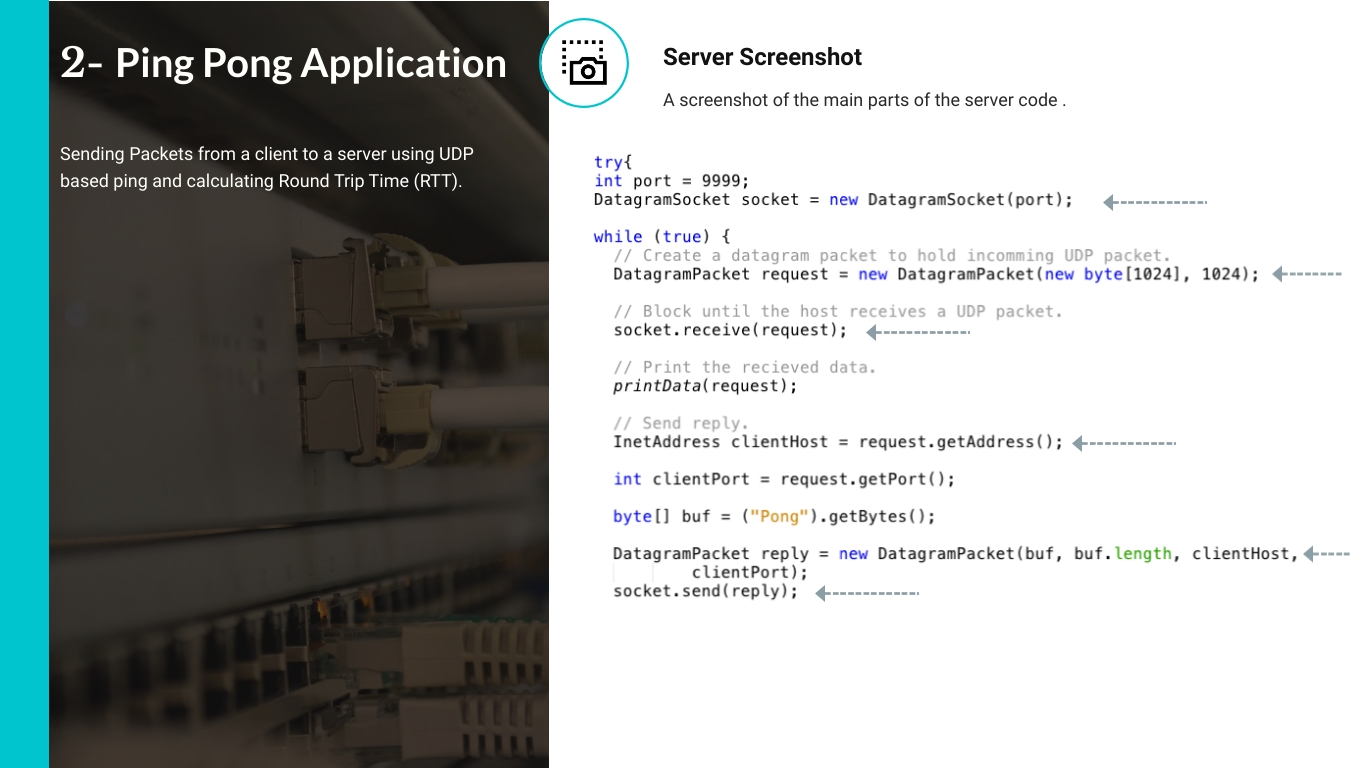 2- Ping Pong Application
Sending Packets from a client to a server using UDP
based ping and calculating Round Trip Time (RTT).
Server Screenshot
A screenshot of the main parts of the server code .
try{
int port = 9999;
DatagramSocket socket = new DatagramSocket(port);
while (true) {
// Create a datagram packet to hold incomming UDP packet.
DatagramPacket request = new DatagramPacket(new byte[1024], 1024);
// Block until the host receives a UDP packet.
socket.receive(request);
// Print the recieved data.
printData(request);
// Send reply.
InetAddress clientHost = request.getAddress();
int clientPort = request.getPort();
byte[] buf = ("Pong").getBytes();
DatagramPacket reply = new DatagramPacket(buf, buf.length, clientHost,
clientPort);
socket.send(reply);